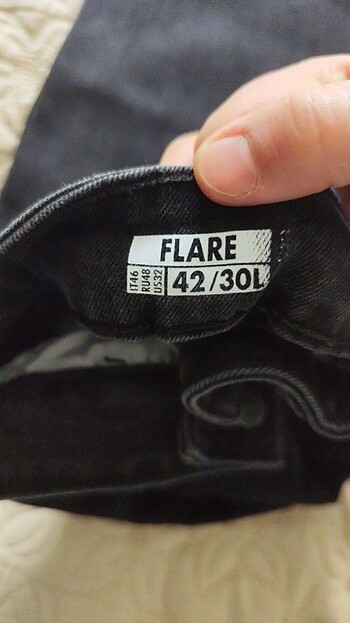 FLARE
IT46
RU48
US32
42/30L